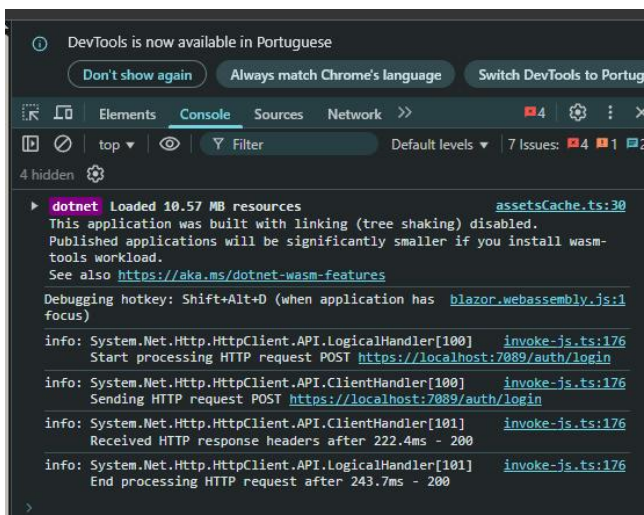 DevTools is now available in Portuguese
Don't show again Always match Chrome's language Switch DevTools to Portug
Elements Console Sources Network 4
top Filter Default levels 7 Issues: 4 1 2
4 hidden
dotnet Loaded 10.57 MB resources assetsCache.ts:30
This application was built with linking (tree shaking) disabled.
Published applications will be significantly smaller if you install wasm-
tools workload.
See also https://aka.ms/dotnet-wasm-features
Debugging hotkey: Shift+Alt+D (when application has blazor.webassembly.js:1
focus)
info: System.Net.Http.HttpClient.API.LogicalHandler[100] invoke-js.ts:176
Start processing HTTP request POST https://localhost:7089/auth/login
info: System.Net.Http.HttpClient.API.ClientHandler[100] invoke-js.ts:176
Sending HTTP request POST https://localhost:7089/auth/login
info: System.Net.Http.HttpClient.API.ClientHandler[101] invoke-js.ts:176
Received HTTP response headers after 222.4ms - 200
info: System.Net.Http.HttpClient.API.LogicalHandler[101] invoke-js.ts:176
End processing HTTP request after 243.7ms - 200